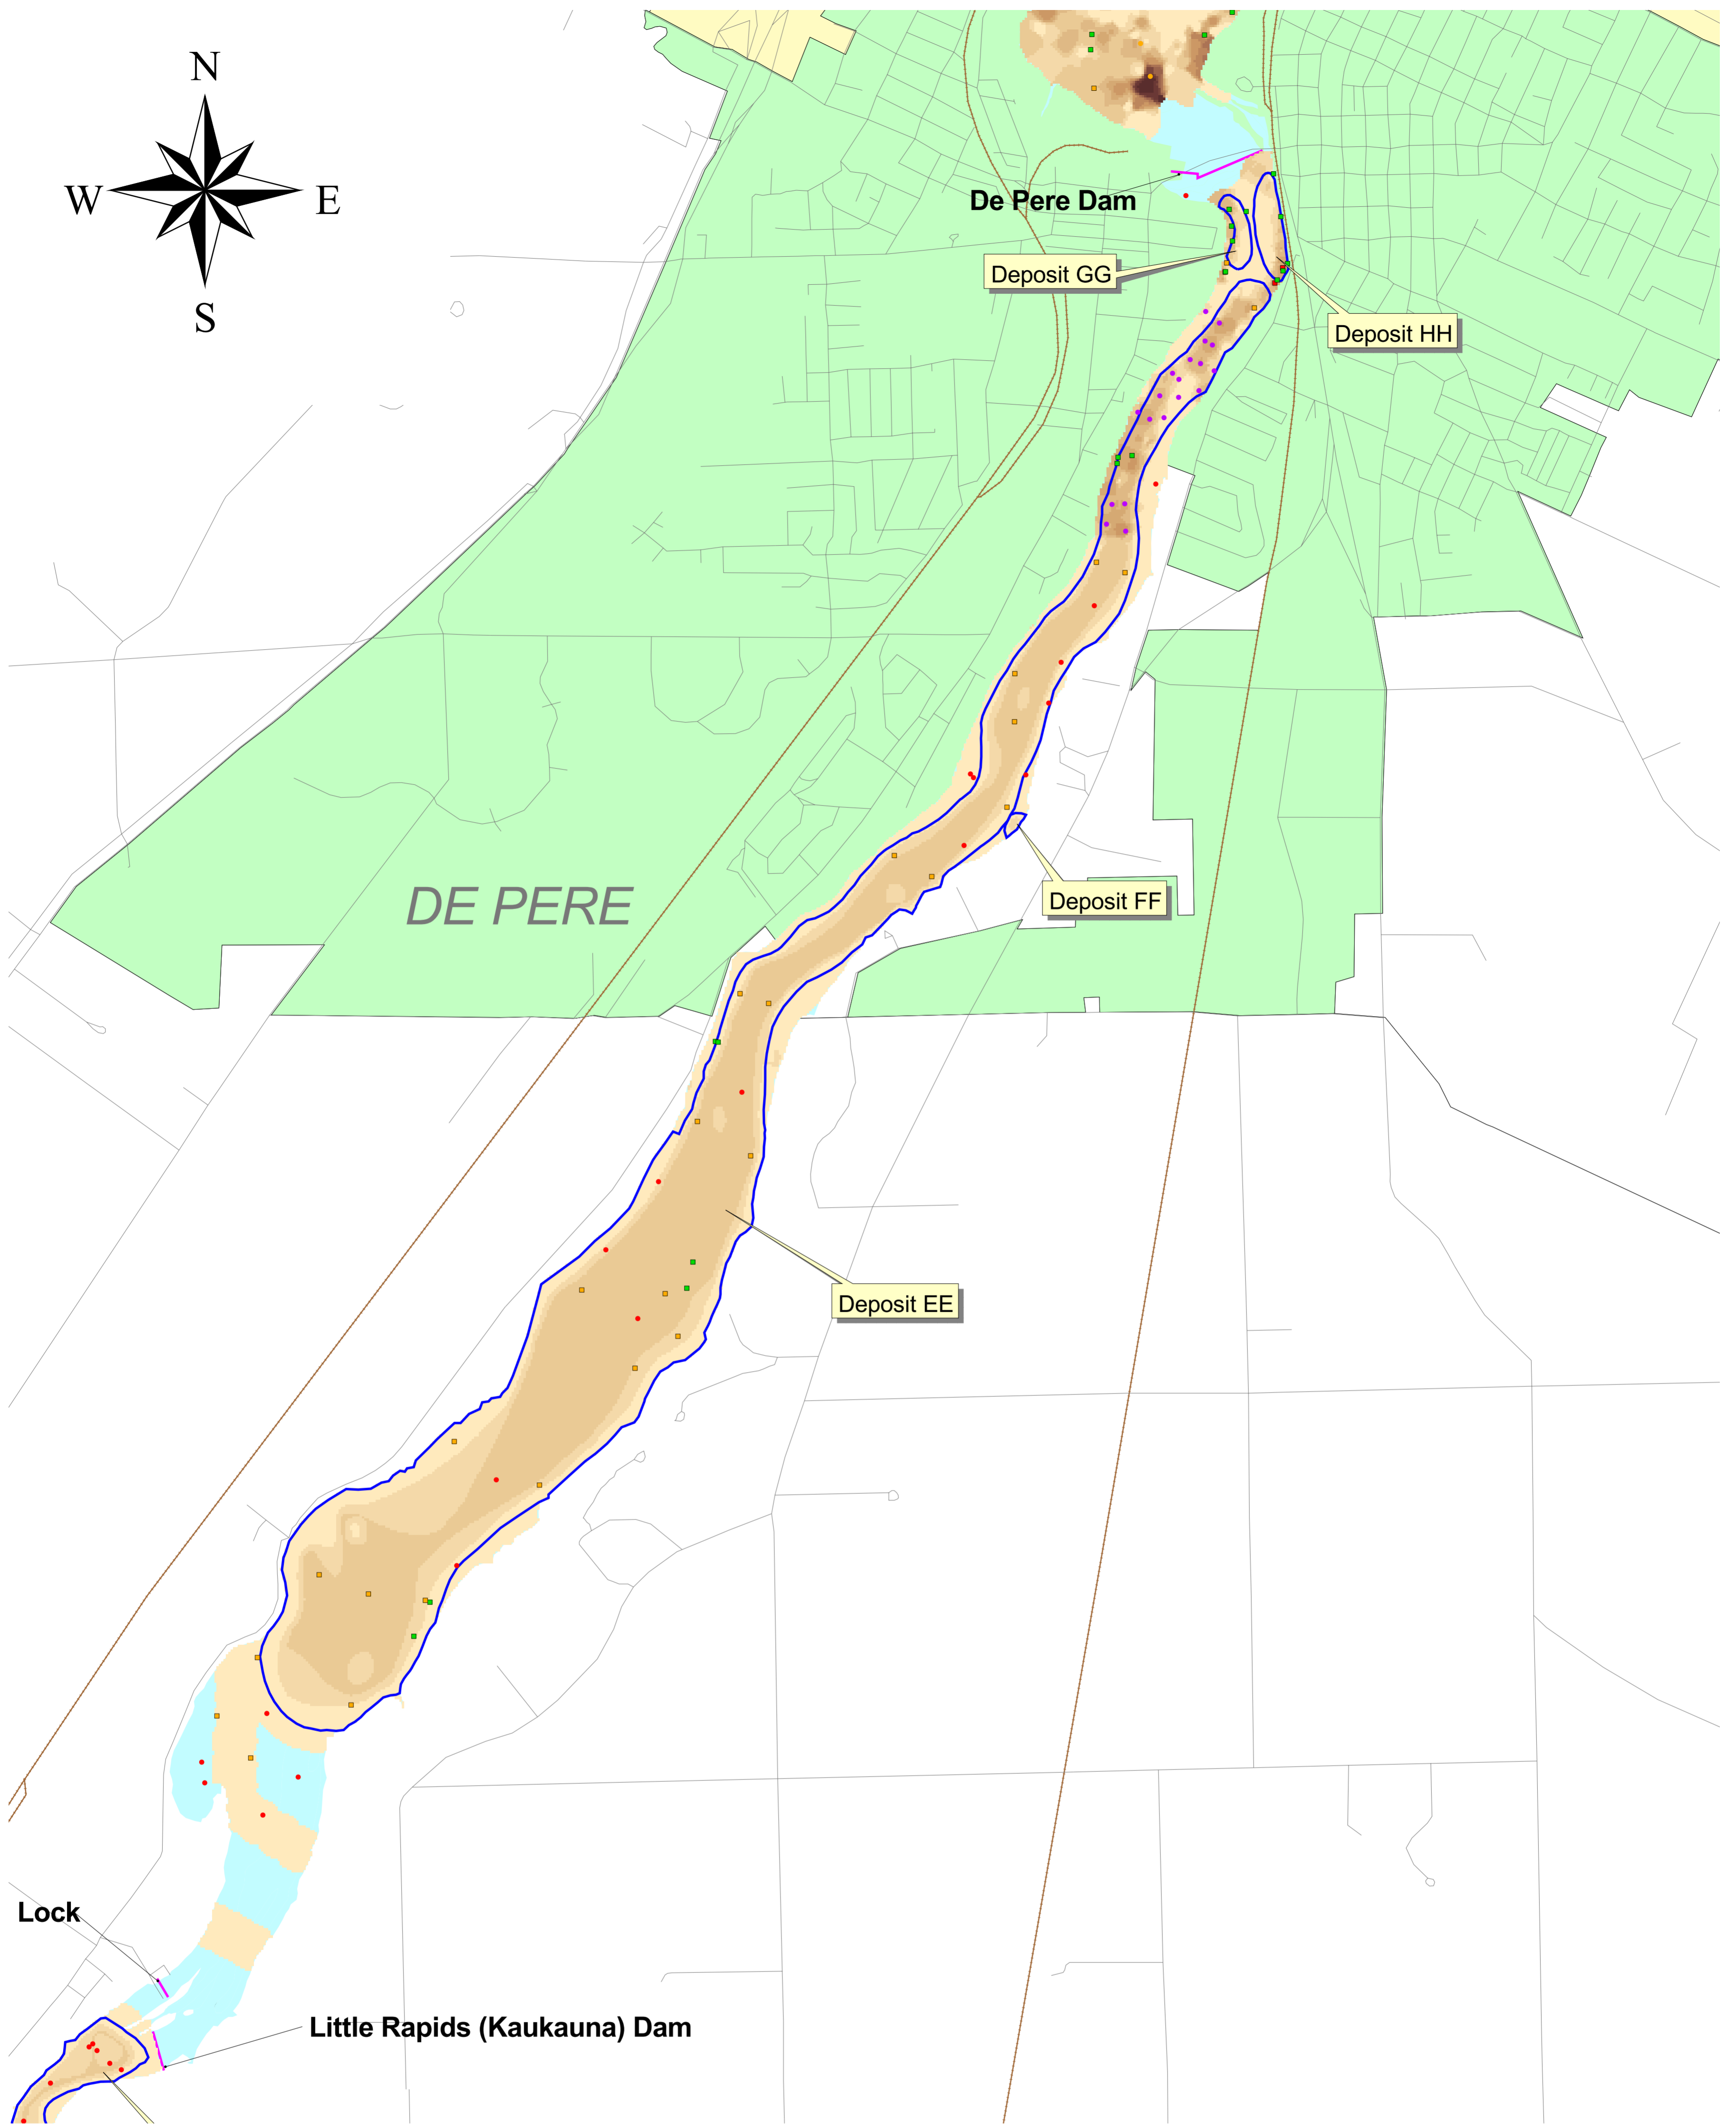 N
W
E
S
De Pere Dam
Deposit GG
Deposit HH
DE PERE
Deposit FF
Deposit EE
Lock
Little Rapids (Kaukauna) Dam